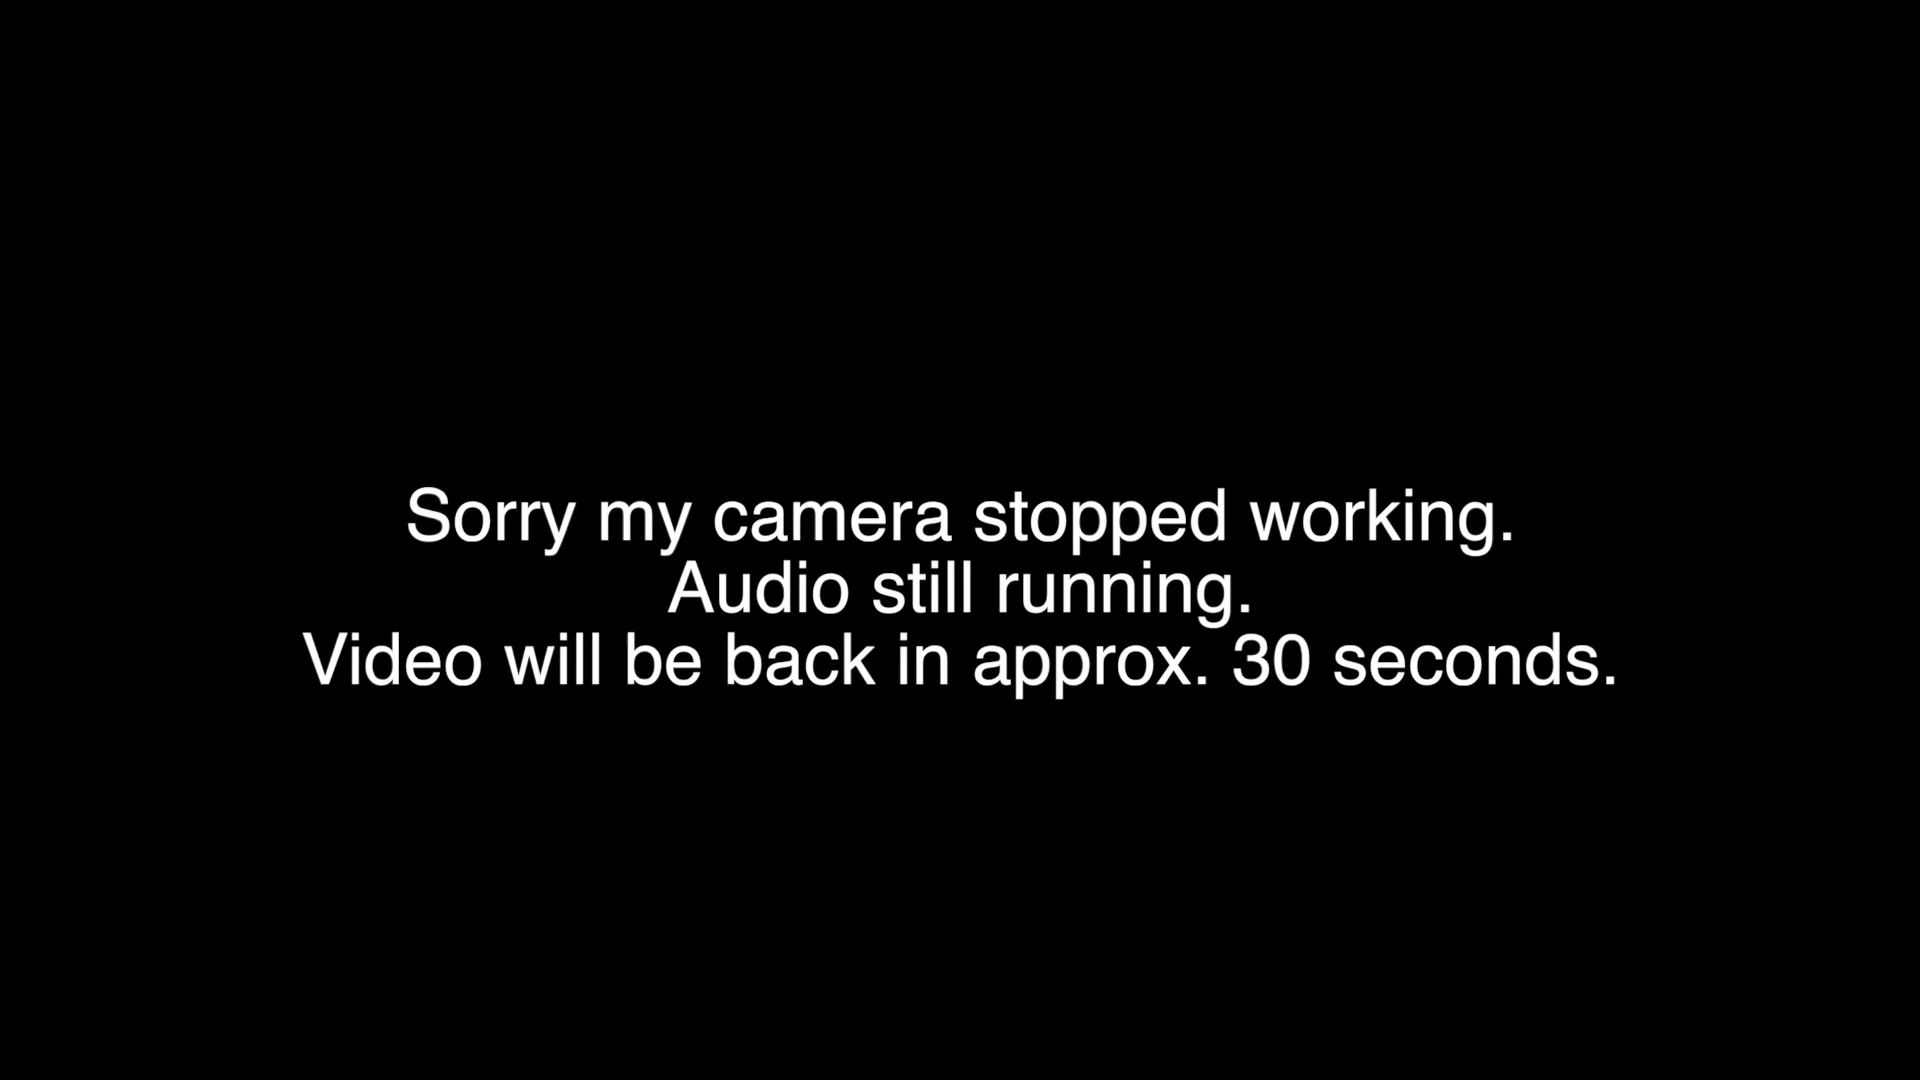 Sorry my camera stopped working.
Audio still running.
Video will be back in approx. 30 seconds.